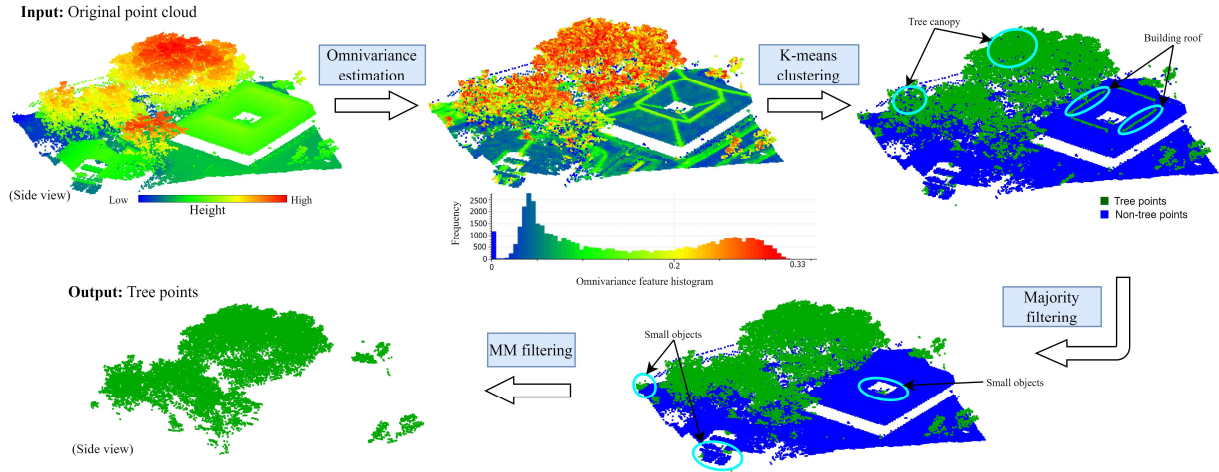 Input: Original point cloud
Omnivariance
estimation
K-means
clustering
Tree canopy
Building roof
(Side view)
Low
High
Height
Tree points
Non-tree points
Frequency
2500
2000
1500
1000
500
0
0
0.2
0.33
Omnivariance feature histogram
Output: Tree points
Majority
filtering
MM filtering
Small objects
Small objects
(Side view)